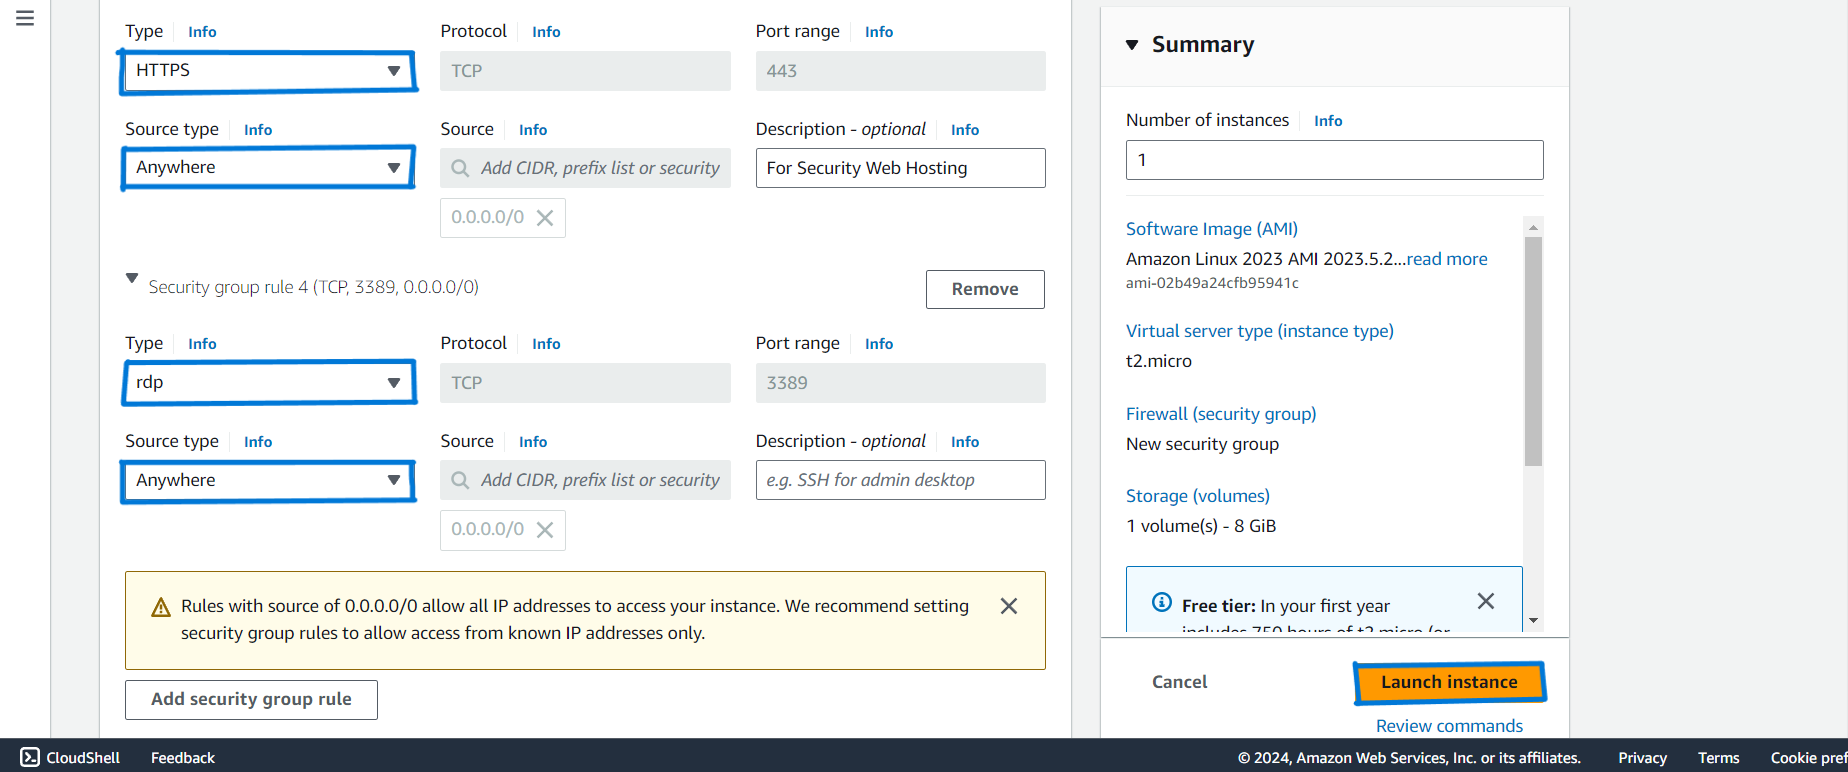 Type Info Protocol Info Port range Info
HTTPS TCP 443
Source type Info Source Info Description - optional Info
Anywhere Add CIDR, prefix list or security For Security Web Hosting
0.0.0.0/0
Security group rule 4 (TCP, 3389, 0.0.0.0/0) Remove
Type Info Protocol Info Port range Info
rdp TCP 3389
Source type Info Source Info Description - optional Info
Anywhere Add CIDR, prefix list or security e.g. SSH for admin desktop
0.0.0.0/0
Rules with source of 0.0.0.0/0 allow all IP addresses to access your instance. We recommend setting
security group rules to allow access from known IP addresses only.
Add security group rule
Summary
Number of instances Info
1
Software Image (AMI)
Amazon Linux 2023 AMI 2023.5.2...read more
ami-02b49a24cfb95941c
Virtual server type (instance type)
t2.micro
Firewall (security group)
New security group
Storage (volumes)
1 volume(s) - 8 GiB
Free tier: In your first year
includes 750 hours of t2.micro (or
Cancel Launch instance
Review commands
CloudShell Feedback © 2024, Amazon Web Services, Inc. or its affiliates. Privacy Terms Cookie pref